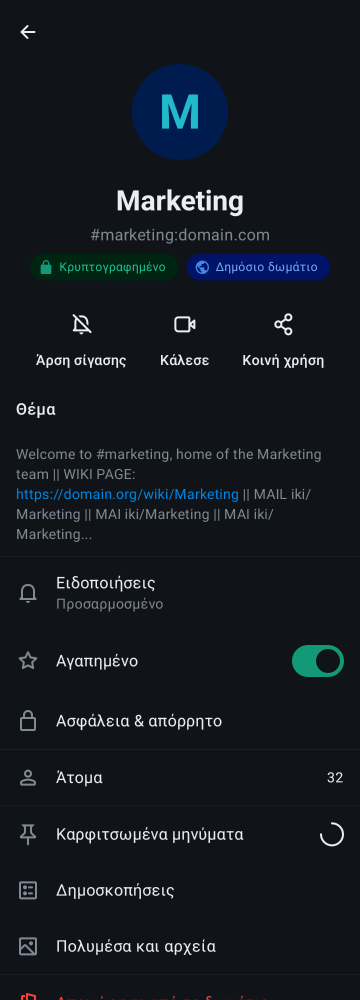 M
Marketing
#marketing:domain.com
Κρυπτογραφημένο
Δημόσιο δωμάτιο
Άρση σίγασης
Κάλεσε
Κοινή χρήση
Θέμα
Welcome to #marketing, home of the Marketing
team || WIKI PAGE:
https://domain.org/wiki/Marketing || MAIL iki/
Marketing || MAI iki/Marketing || MAI iki/
Marketing...
Ειδοποιήσεις
Προσαρμοσμένο
Αγαπημένο
Ασφάλεια & απόρρητο
Άτομα
32
Καρφιτσωμένα μηνύματα
Δημοσκοπήσεις
Πολυμέσα και αρχεία